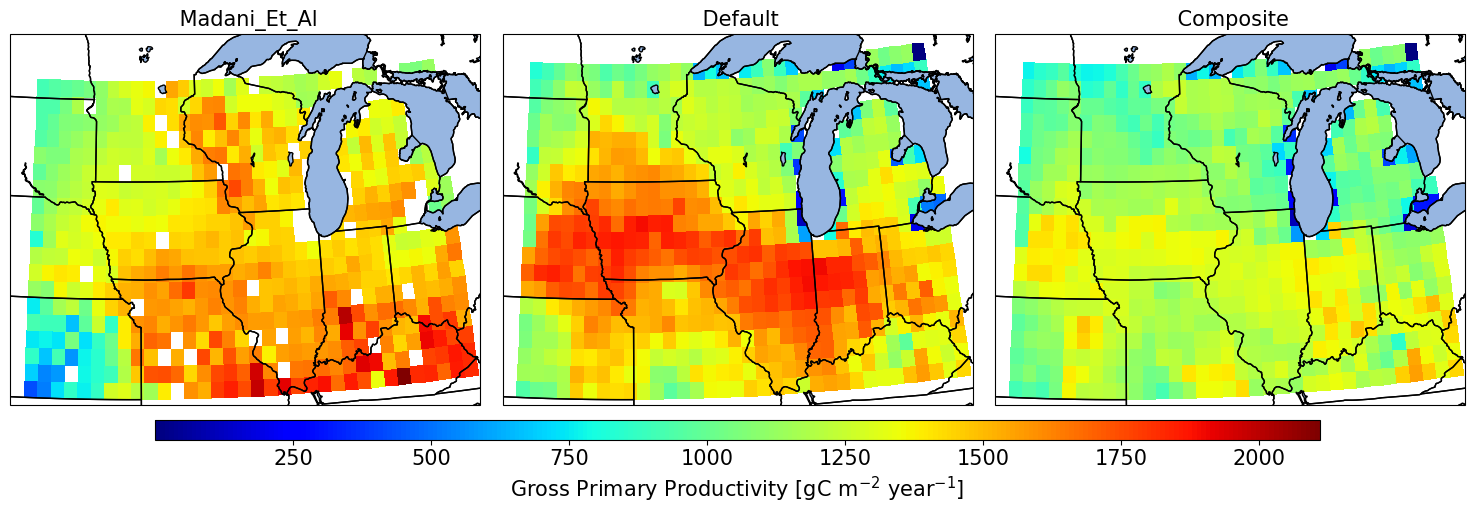 Madani_Et_Al
Default
Composite
250 500 750 1000 1250 1500 1750 2000
Gross Primary Productivity [gC m⁻² year⁻¹]